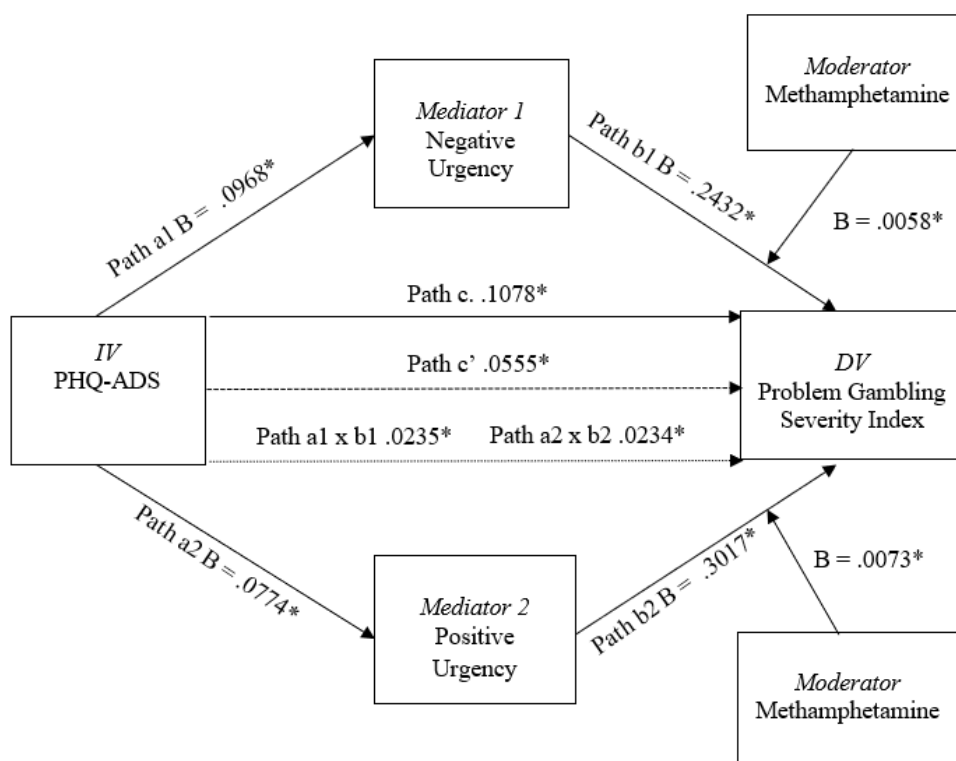 Moderator
Methamphetamine
Mediator 1
Negative
Urgency
Path a1 B = .0968*
Path b1 B = .2432*
B = .0058*
Path c. .1078*
IV
PHQ-ADS
Path c’ .0555*
DV
Problem Gambling
Severity Index
Path a1 x b1 .0235*
Path a2 x b2 .0234*
Path a2 B = .0774*
Path b2 B = .3017*
B = .0073*
Mediator 2
Positive
Urgency
Moderator
Methamphetamine